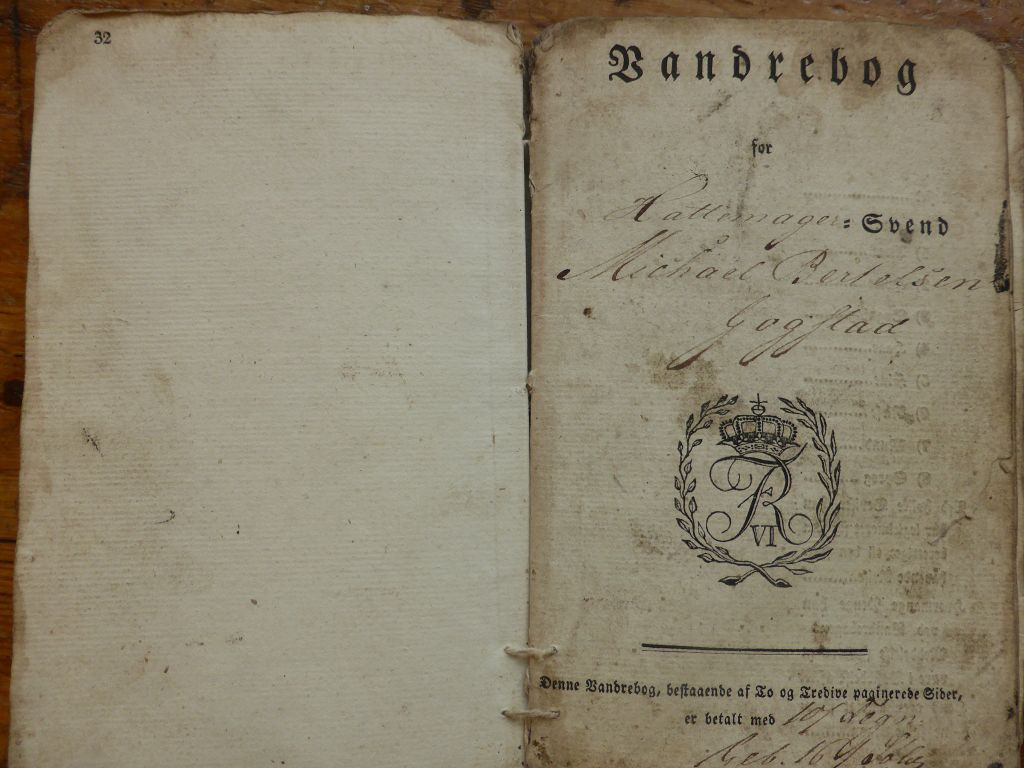 32
Vandrebog
for
Hattemager= Svend
Michael Bertelsen
Gogstad
FR
VI
Denne Vandrebog, bestaaende af To og Tredive paginerede Sider,
er betalt med